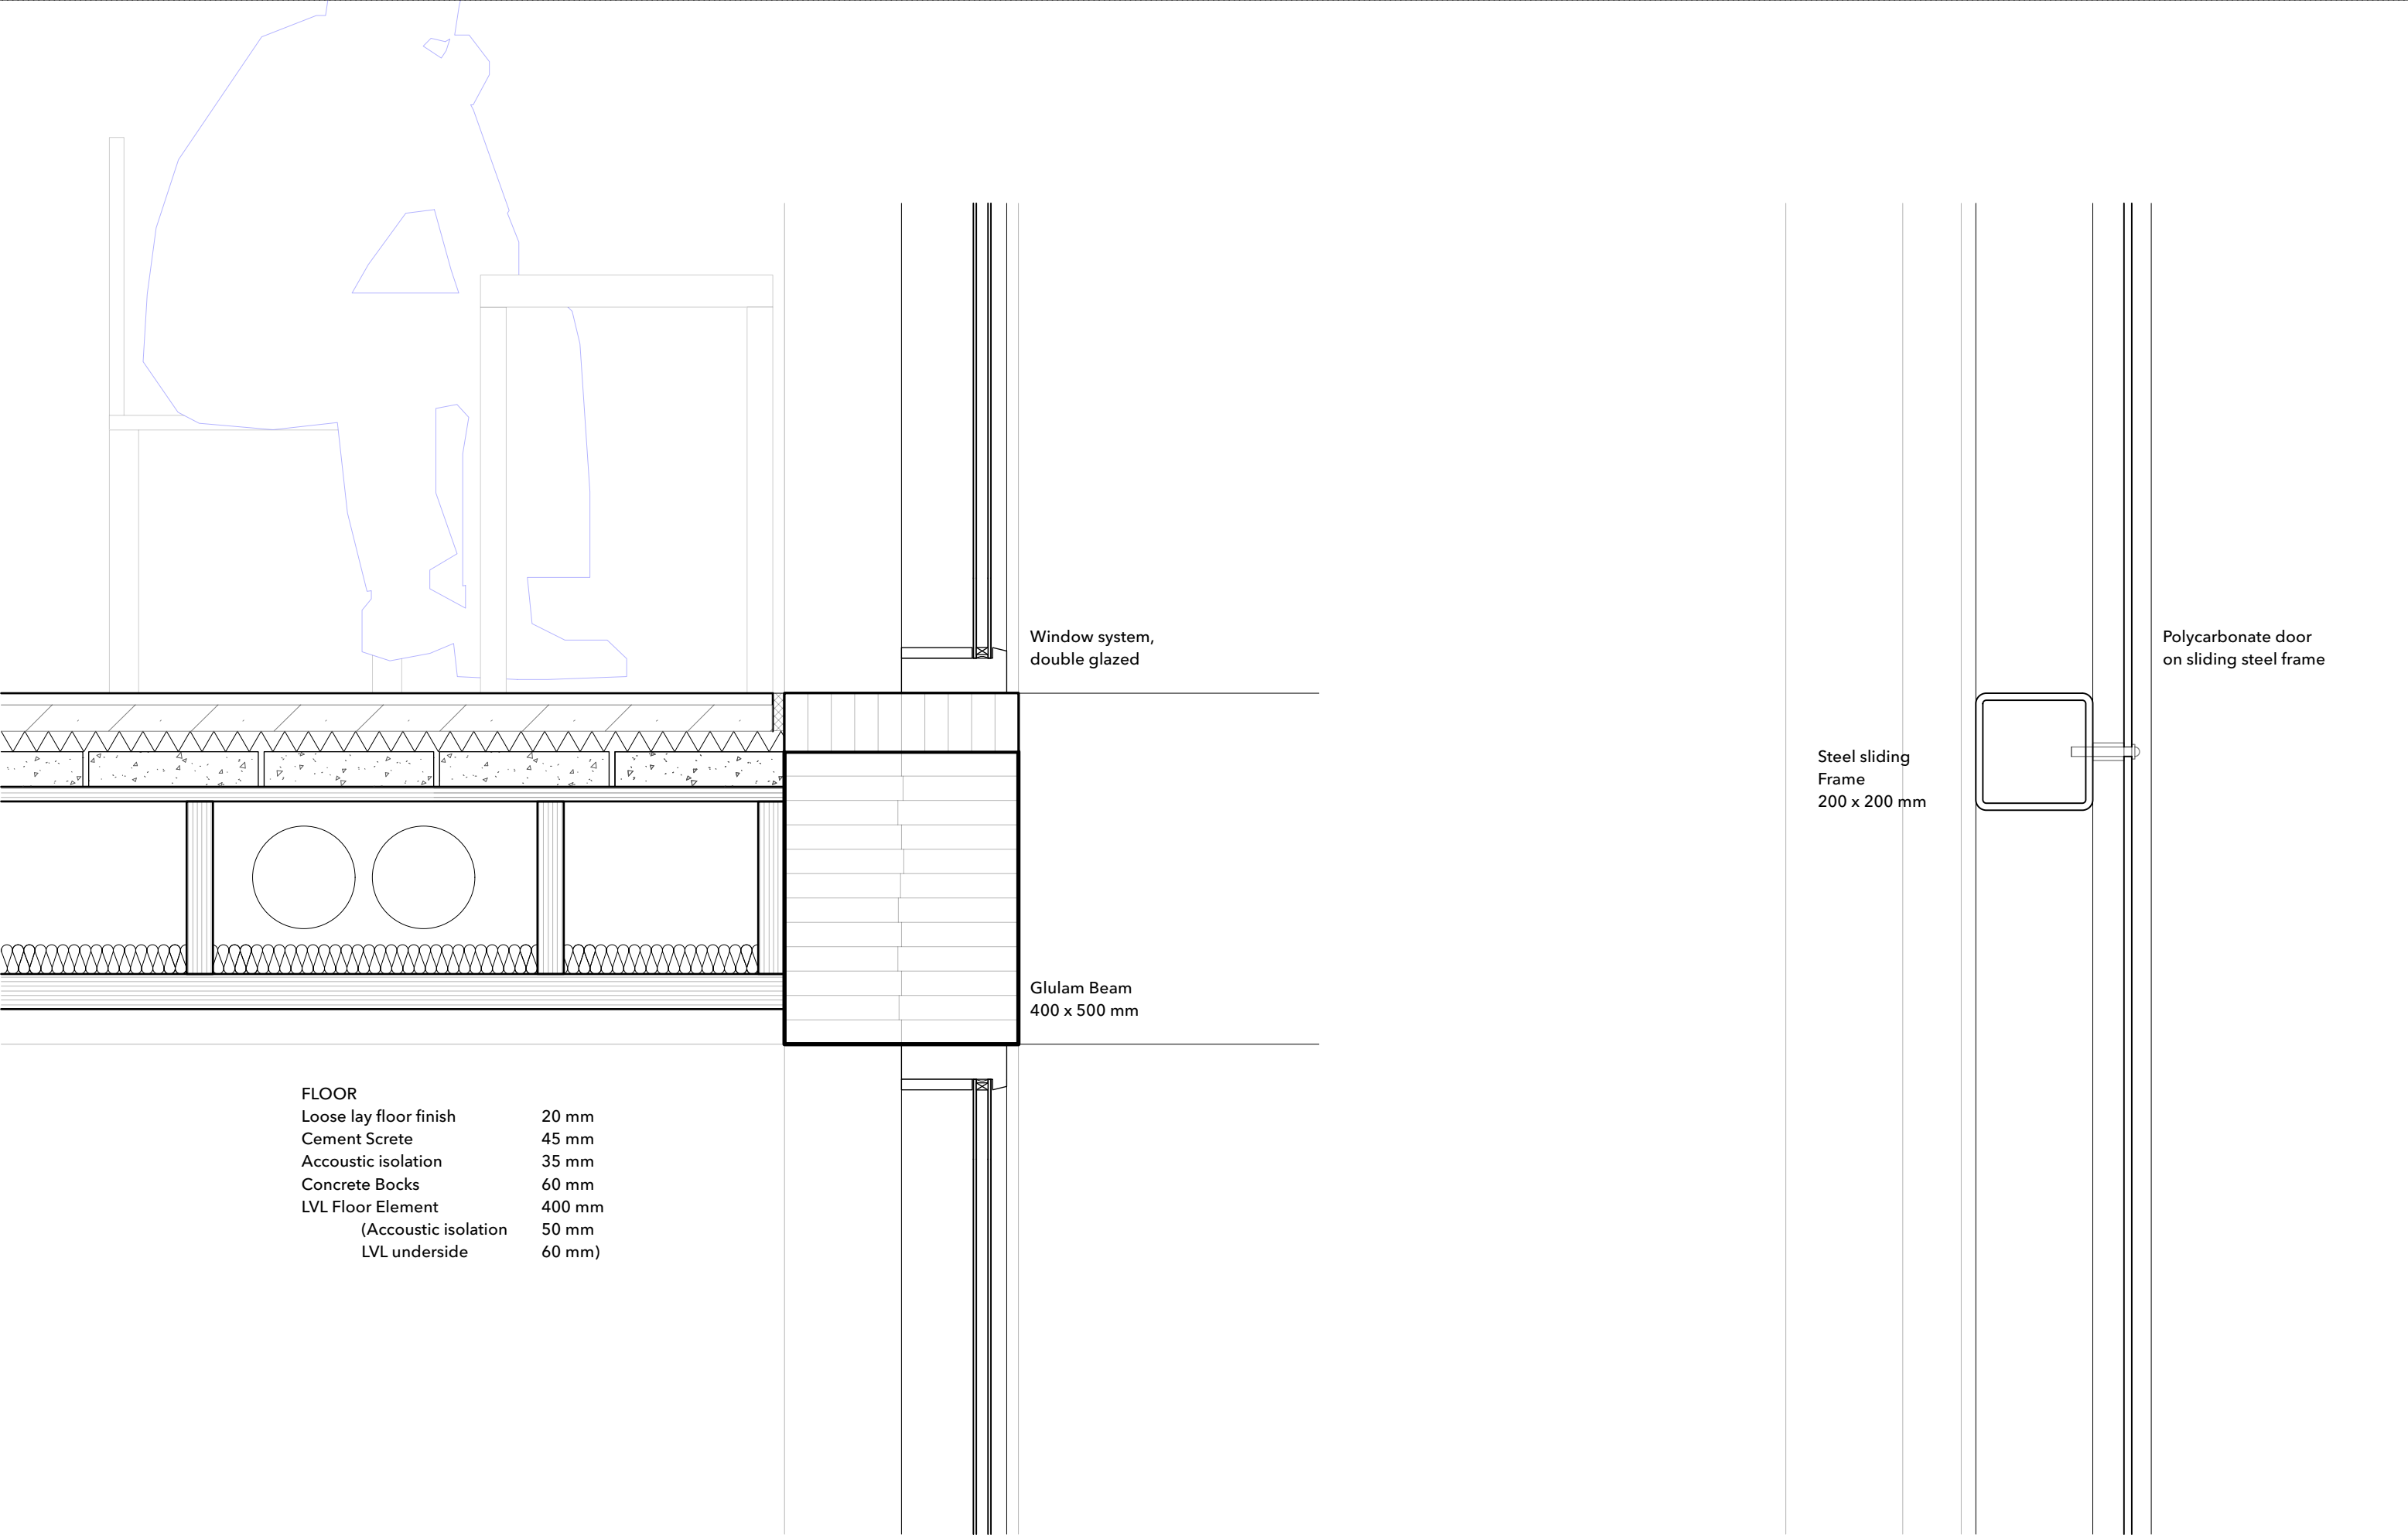 Window system,
double glazed
Polycarbonate door
on sliding steel frame
Steel sliding
Frame
200 x 200 mm
Glulam Beam
400 x 500 mm
FLOOR
Loose lay floor finish 20 mm
Cement Screte 45 mm
Accoustic isolation 35 mm
Concrete Bocks 60 mm
LVL Floor Element 400 mm
(Accoustic isolation 50 mm
LVL underside 60 mm)